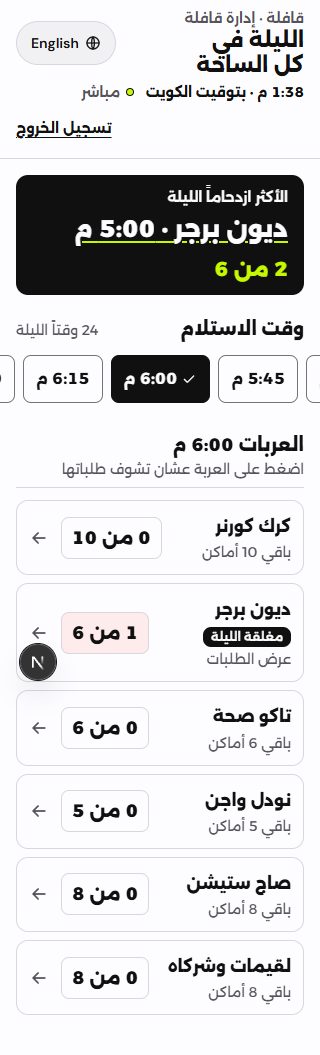 قافلة · إدارة قافلة
الليلة في
كل الساحة
1:38 م · بتوقيت الكويت
مباشر
English
تسجيل الخروج
الأكثر ازدحاماً الليلة
ديون برجر · 5:00 م
2 من 6
وقت الاستلام
24 وقتاً الليلة
5:45 م
6:00 م
6:15 م
العربات 6:00 م
اضغط على العربة عشان تشوف طلباتها
كرك كورنر
باقي 10 أماكن
0 من 10
ديون برجر
مغلقة الليلة
عرض الطلبات
1 من 6
N
تاكو صحة
باقي 6 أماكن
0 من 6
نودل واجن
باقي 5 أماكن
0 من 5
صاج ستيشن
باقي 8 أماكن
0 من 8
لقيمات وشركاه
باقي 8 أماكن
0 من 8